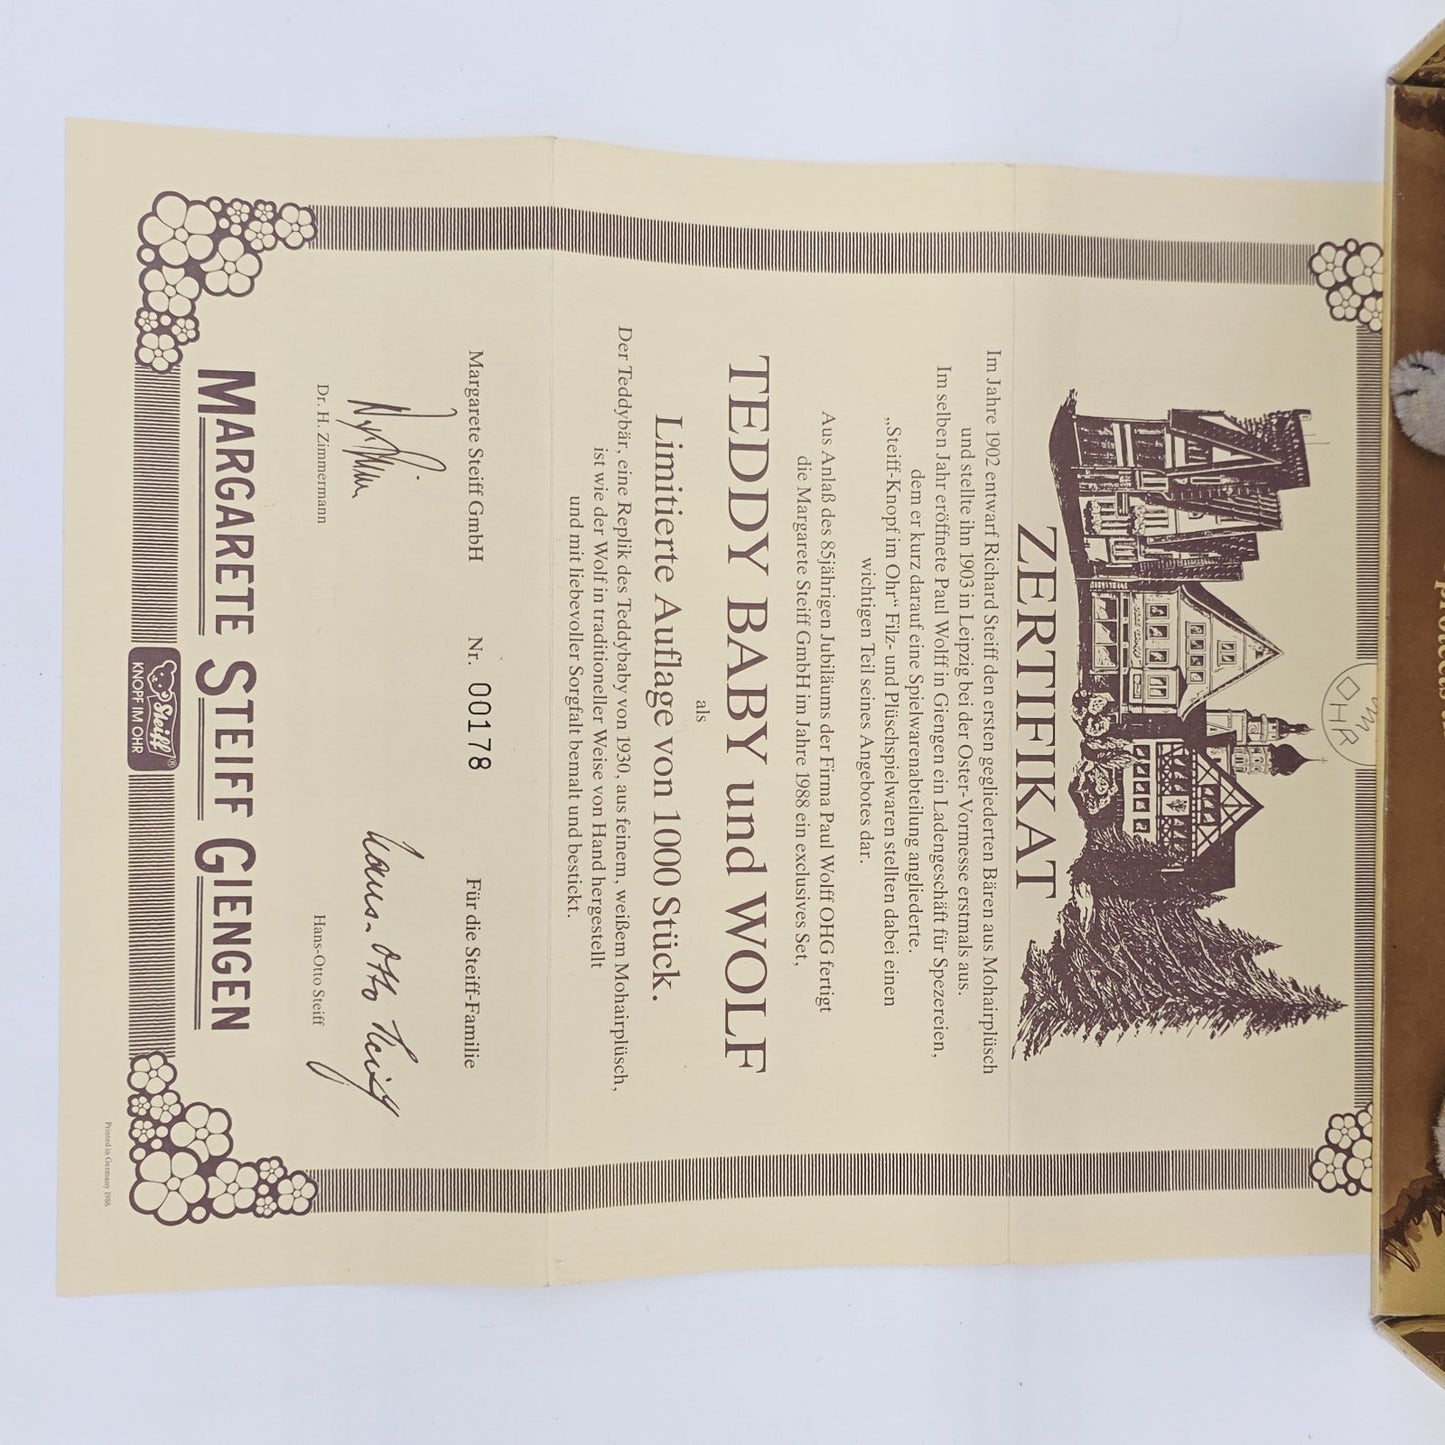 ZERTIFIKAT
Im Jahre 1902 entwarf Richard Steiff den ersten gegliederten Bären aus Mohairplüsch
und stellte ihn 1903 in Leipzig bei der Oster-Vormesse erstmals aus.
Im selben Jahr eröffnete Paul Wolff in Giengen ein Ladengeschäft für Spezereien,
dem er kurz darauf eine Spielwarenabteilung angliederte.
„Steiff-Knopf im Ohr“ Filz- und Plüschspielwaren stellten dabei einen
wichtigen Teil seines Angebotes dar.
Aus Anlaß des 85jährigen Jubiläums der Firma Paul Wolff OHG fertigt
die Margarete Steiff GmbH im Jahre 1988 ein exclusives Set,
TEDDY BABY und WOLF
als
Limitierte Auflage von 1000 Stück.
Der Teddybär, eine Replik des Teddybaby von 1930, aus feinem, weißem Mohairplüsch,
ist wie der Wolf in traditioneller Weise von Hand hergestellt
und mit liebevoller Sorgfalt bemalt und bestickt.
Margarete Steiff GmbH Nr. 00178 Für die Steiff-Familie
Hans-Otto Steiff
Dr. H. Zimmermann Hans-Otto Steiff
MARGARETE STEIFF GIENGEN
Steiff ®
KNOPF IM OHR
Printed in Germany 1988